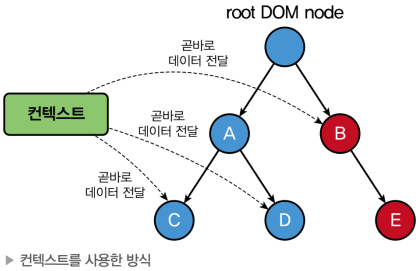 root DOM node
곧바로
데이터 전달
컨텍스트
곧바로
데이터 전달
A
B
곧바로
데이터 전달
C
D
E
▶ 컨텍스트를 사용한 방식